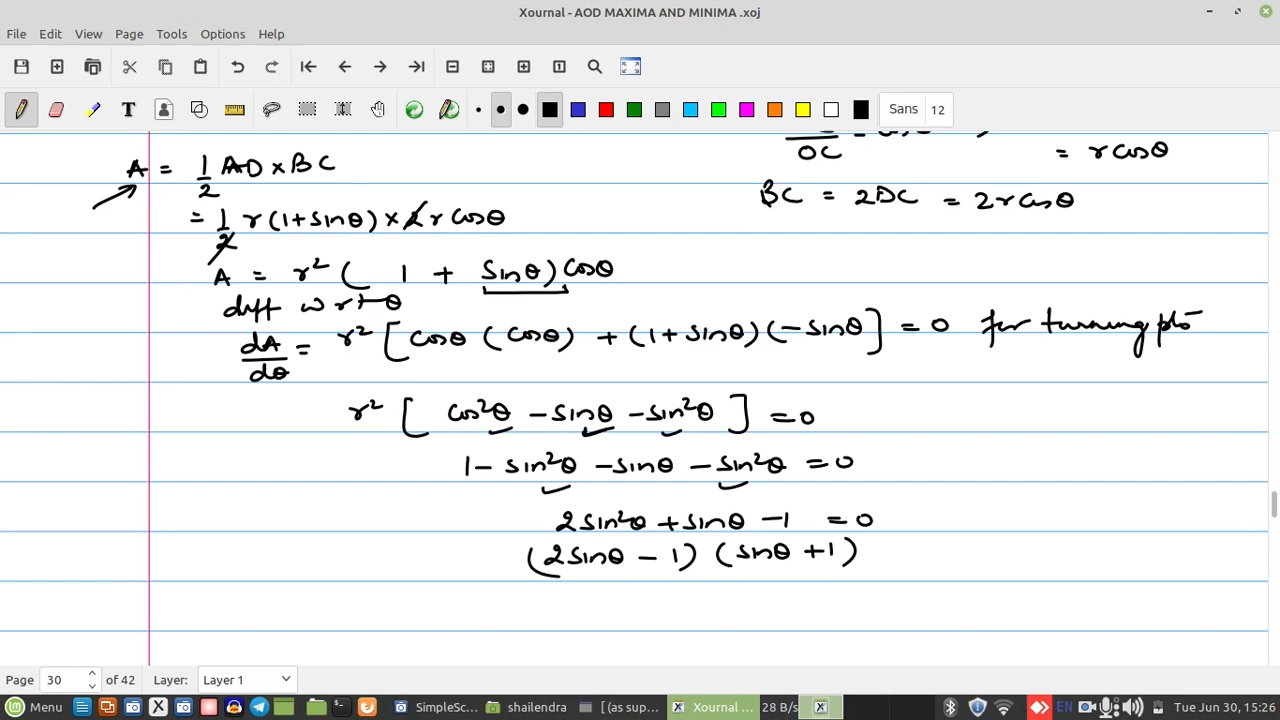 Xournal - AOD MAXIMA AND MINIMA .xoj
File Edit View Page Tools Options Help
Sans 12
OC
= r cosθ
A = 1/2 AD × BC
BC = 2DC = 2r cosθ
= 1/2 r(1+sinθ) × 2 r cosθ
A = r² ( 1 + sinθ) cosθ
diff w r t θ
dA/dθ = r² [cosθ (cosθ) + (1+sinθ)(-sinθ)] = 0 for turning pts
r² [ cos²θ - sinθ - sin²θ ] = 0
1 - sin²θ - sinθ - sin²θ = 0
2sin²θ + sinθ - 1 = 0
(2sinθ - 1) (sinθ + 1)
Page 30 of 42 Layer: Layer 1
Menu SimpleSc... shailendra [ (as sup... Xournal ... 28 B/s EN Tue Jun 30, 15:26